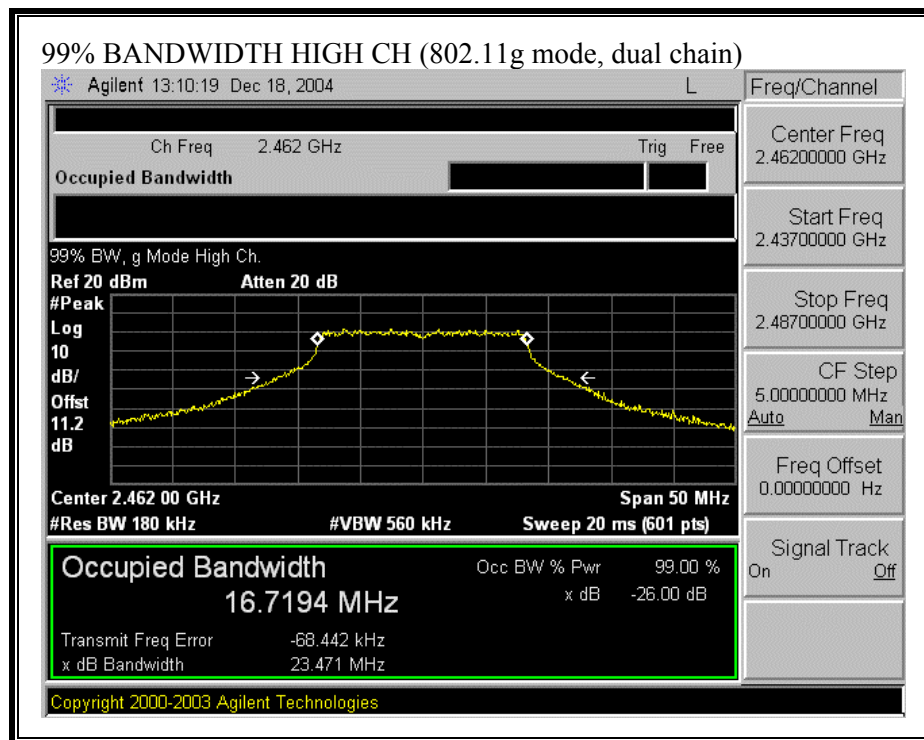 99% BANDWIDTH HIGH CH (802.11g mode, dual chain)
Agilent 13:10:19 Dec 18, 2004 L
Freq/Channel
Ch Freq 2.462 GHz Trig Free
Occupied Bandwidth
Center Freq
2.46200000 GHz
Start Freq
2.43700000 GHz
Stop Freq
2.48700000 GHz
CF Step
5.00000000 MHz
Auto Man
Freq Offset
0.00000000 Hz
Signal Track
On Off
99% BW, g Mode High Ch.
Ref 20 dBm Atten 20 dB
#Peak
Log
10
dB/
Offst
11.2
dB
Center 2.462 00 GHz Span 50 MHz
#Res BW 180 kHz #VBW 560 kHz Sweep 20 ms (601 pts)
Occupied Bandwidth
16.7194 MHz
Occ BW % Pwr 99.00 %
x dB -26.00 dB
Transmit Freq Error -68.442 kHz
x dB Bandwidth 23.471 MHz
Copyright 2000-2003 Agilent Technologies